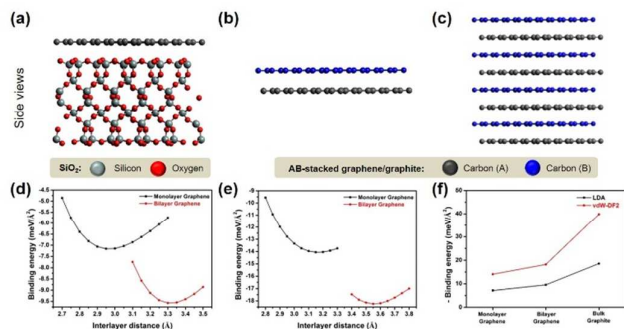 (a)
(b)
(c)
Side views
SiO₂: Silicon Oxygen
AB-stacked graphene/graphite: Carbon (A) Carbon (B)
(d)
Binding energy (meV/Å²)
-4.5
-5.0
-5.5
-6.0
-6.5
-7.0
-7.5
-8.0
-8.5
-9.0
-9.5
Monolayer Graphene
Bilayer Graphene
2.7 2.8 2.9 3.0 3.1 3.2 3.3 3.4 3.5
Interlayer distance (Å)
(e)
Binding energy (meV/Å²)
-8
-9
-10
-11
-12
-13
-14
-15
-16
-17
-18
Monolayer Graphene
Bilayer Graphene
2.8 2.9 3.0 3.1 3.2 3.3 3.4 3.5 3.6 3.7 3.8
Interlayer distance (Å)
(f)
- Binding energy (meV/Å²)
50
40
30
20
10
0
LDA
vdW-DF2
Monolayer Graphene
Bilayer Graphene
Bulk Graphite